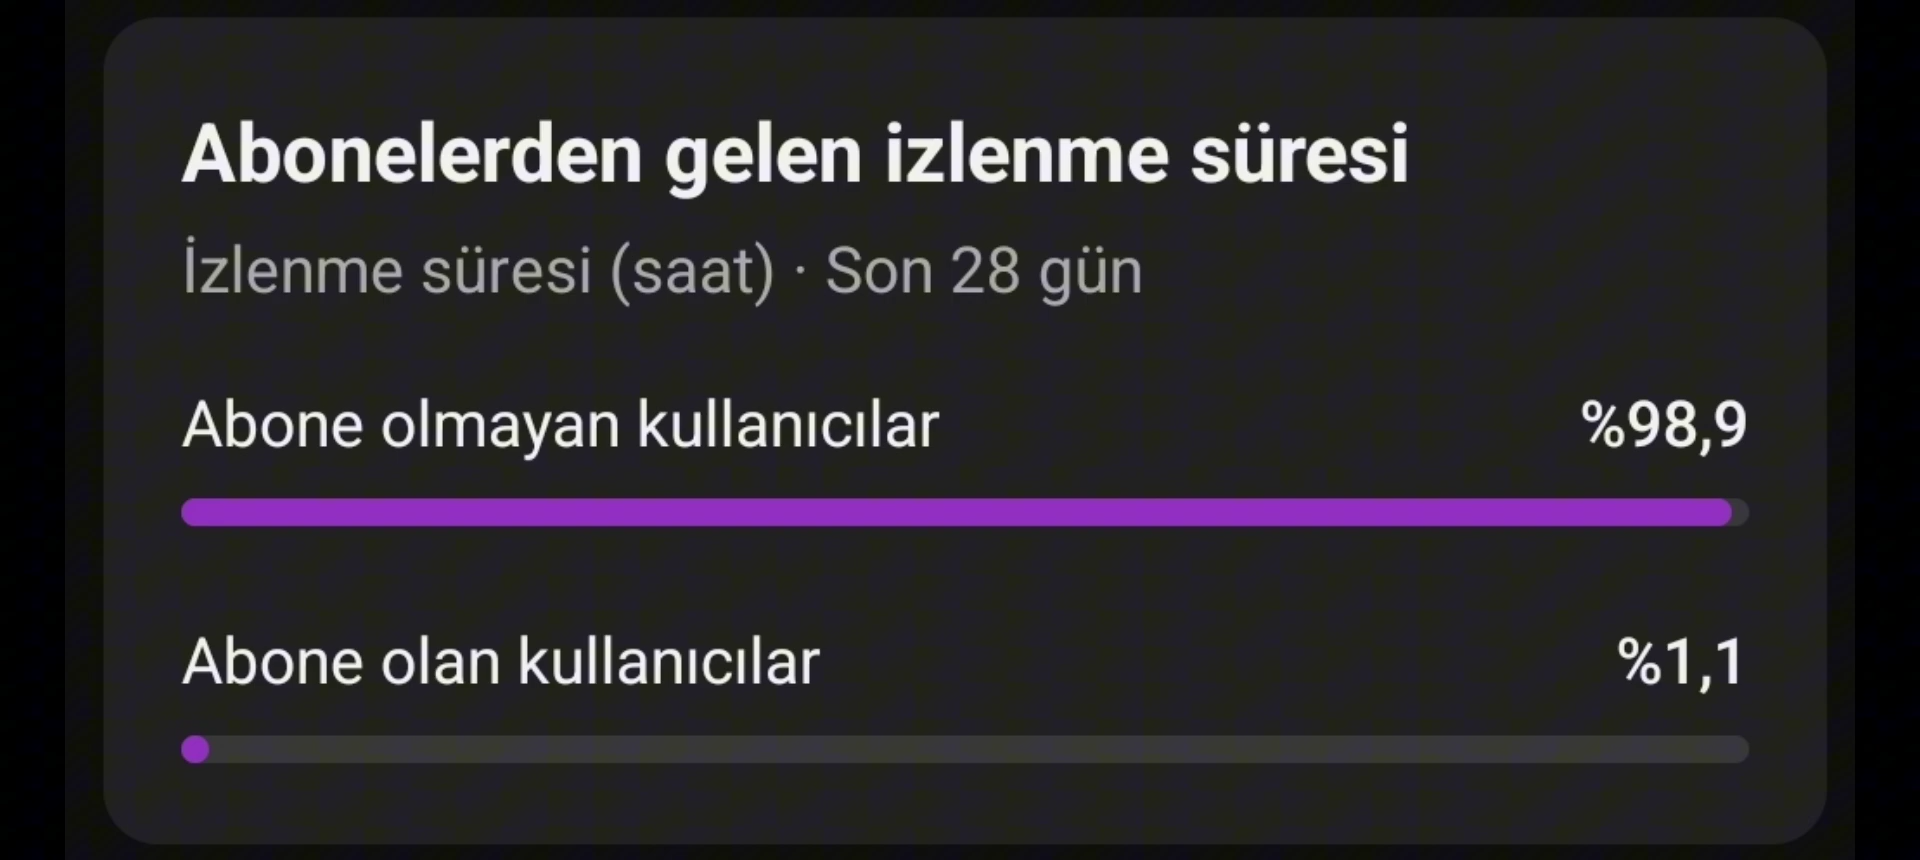 Abonelerden gelen izlenme süresi
İzlenme süresi (saat) · Son 28 gün
Abone olmayan kullanıcılar %98,9
Abone olan kullanıcılar %1,1